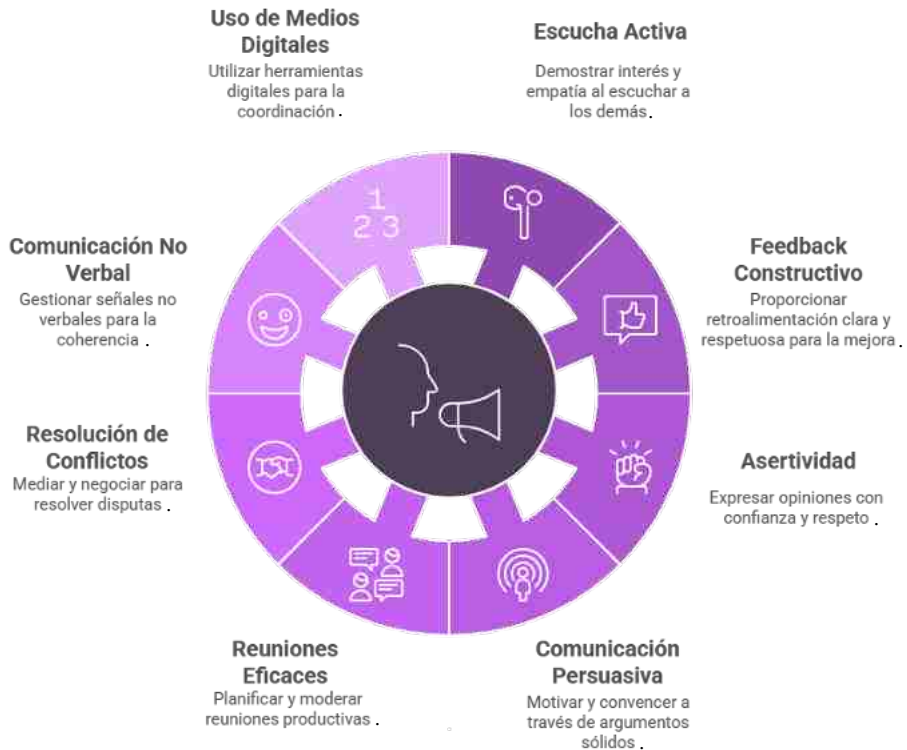 Uso de Medios
Digitales
Utilizar herramientas
digitales para la
coordinación .
Escucha Activa
Demostrar interés y
empatía al escuchar a
los demás.
1
2 3
Comunicación No
Verbal
Gestionar señales no
verbales para la
coherencia .
Feedback
Constructivo
Proporcionar
retroalimentación clara y
respetuosa para la mejora .
Resolución de
Conflictos
Mediar y negociar para
resolver disputas .
Asertividad
Expresar opiniones con
confianza y respeto .
Reuniones
Eficaces
Planificar y moderar
reuniones productivas .
Comunicación
Persuasiva
Motivar y convencer a
través de argumentos
sólidos .